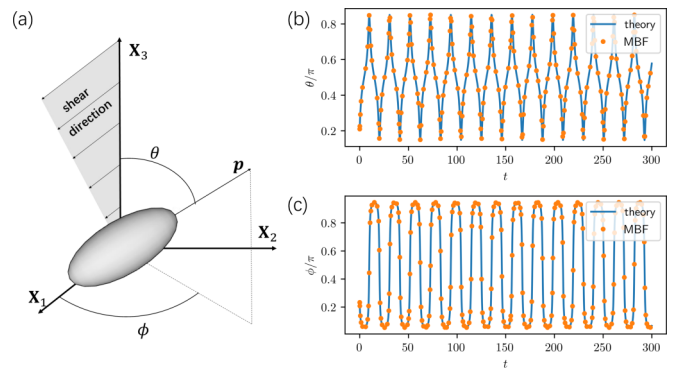 (a)
X₃
shear
direction
θ
p
X₂
X₁
ϕ
(b)
theory
MBF
θ/π
0.8
0.6
0.4
0.2
0 50 100 150 200 250 300
t
(c)
theory
MBF
ϕ/π
0.8
0.6
0.4
0.2
0 50 100 150 200 250 300
t